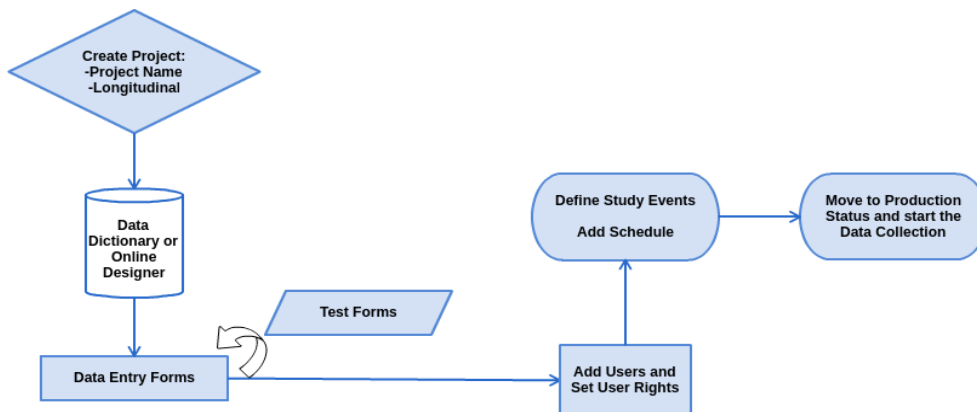 Create Project:
-Project Name
-Longitudinal
Data
Dictionary or
Online
Designer
Test Forms
Data Entry Forms
Add Users and
Set User Rights
Define Study Events
Add Schedule
Move to Production
Status and start the
Data Collection